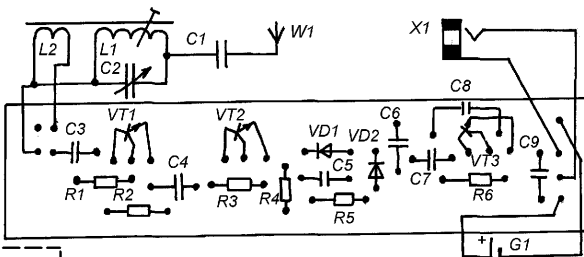 L2 L1 C1 W1 X1
C2
C8
VT1 VT2 C6
C3 VD1 VD2 C9
C4 C5 C7 VT3
R1 R2 R3 R4 R6
R5
+ G1